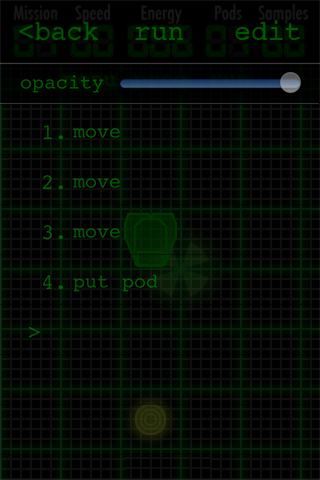 Mission Speed Energy Pods Samples
<back run edit
opacity
1. move
2. move
3. move
4. put pod
>